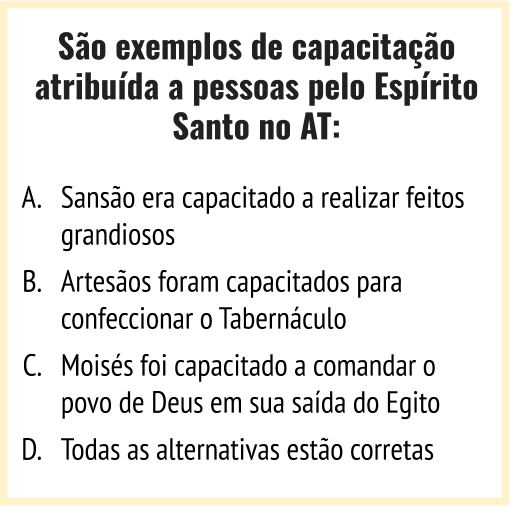 São exemplos de capacitação
atribuída a pessoas pelo Espírito
Santo no AT:
A. Sansão era capacitado a realizar feitos
grandiosos
B. Artesãos foram capacitados para
confeccionar o Tabernáculo
C. Moisés foi capacitado a comandar o
povo de Deus em sua saída do Egito
D. Todas as alternativas estão corretas